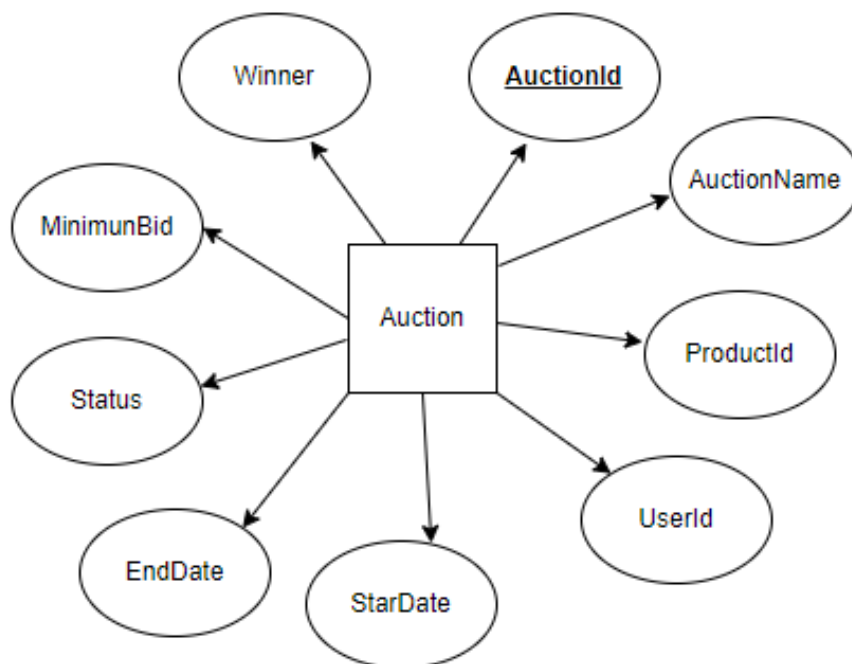 Winner
AuctionId
AuctionName
MinimunBid
Auction
ProductId
Status
UserId
EndDate
StarDate